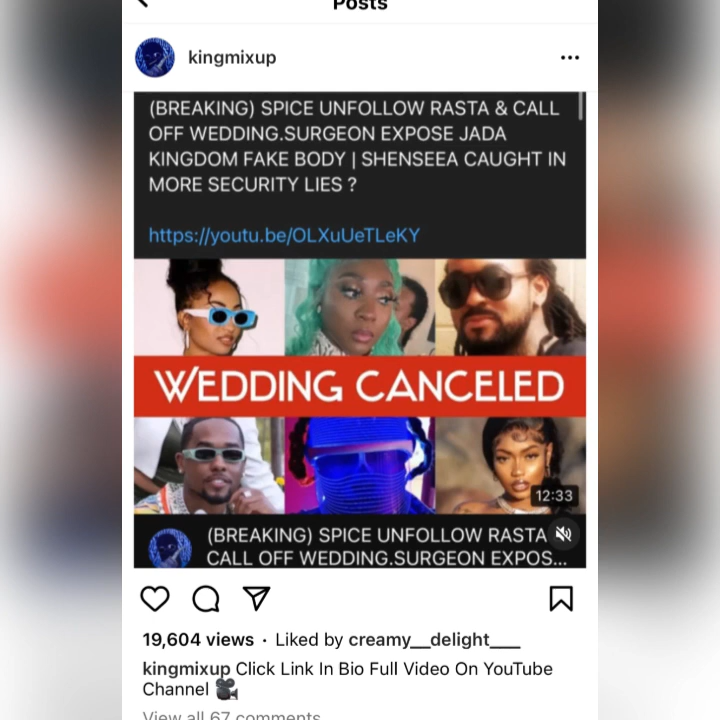 Posts
kingmixup
(BREAKING) SPICE UNFOLLOW RASTA & CALL
OFF WEDDING.SURGEON EXPOSE JADA
KINGDOM FAKE BODY | SHENSEEA CAUGHT IN
MORE SECURITY LIES ?
https://youtu.be/OLXuUeTLeKY
WEDDING CANCELED
12:33
(BREAKING) SPICE UNFOLLOW RASTA
CALL OFF WEDDING.SURGEON EXPOS...
19,604 views · Liked by creamy__delight___
kingmixup Click Link In Bio Full Video On YouTube
Channel 🎥
View all 67 comments